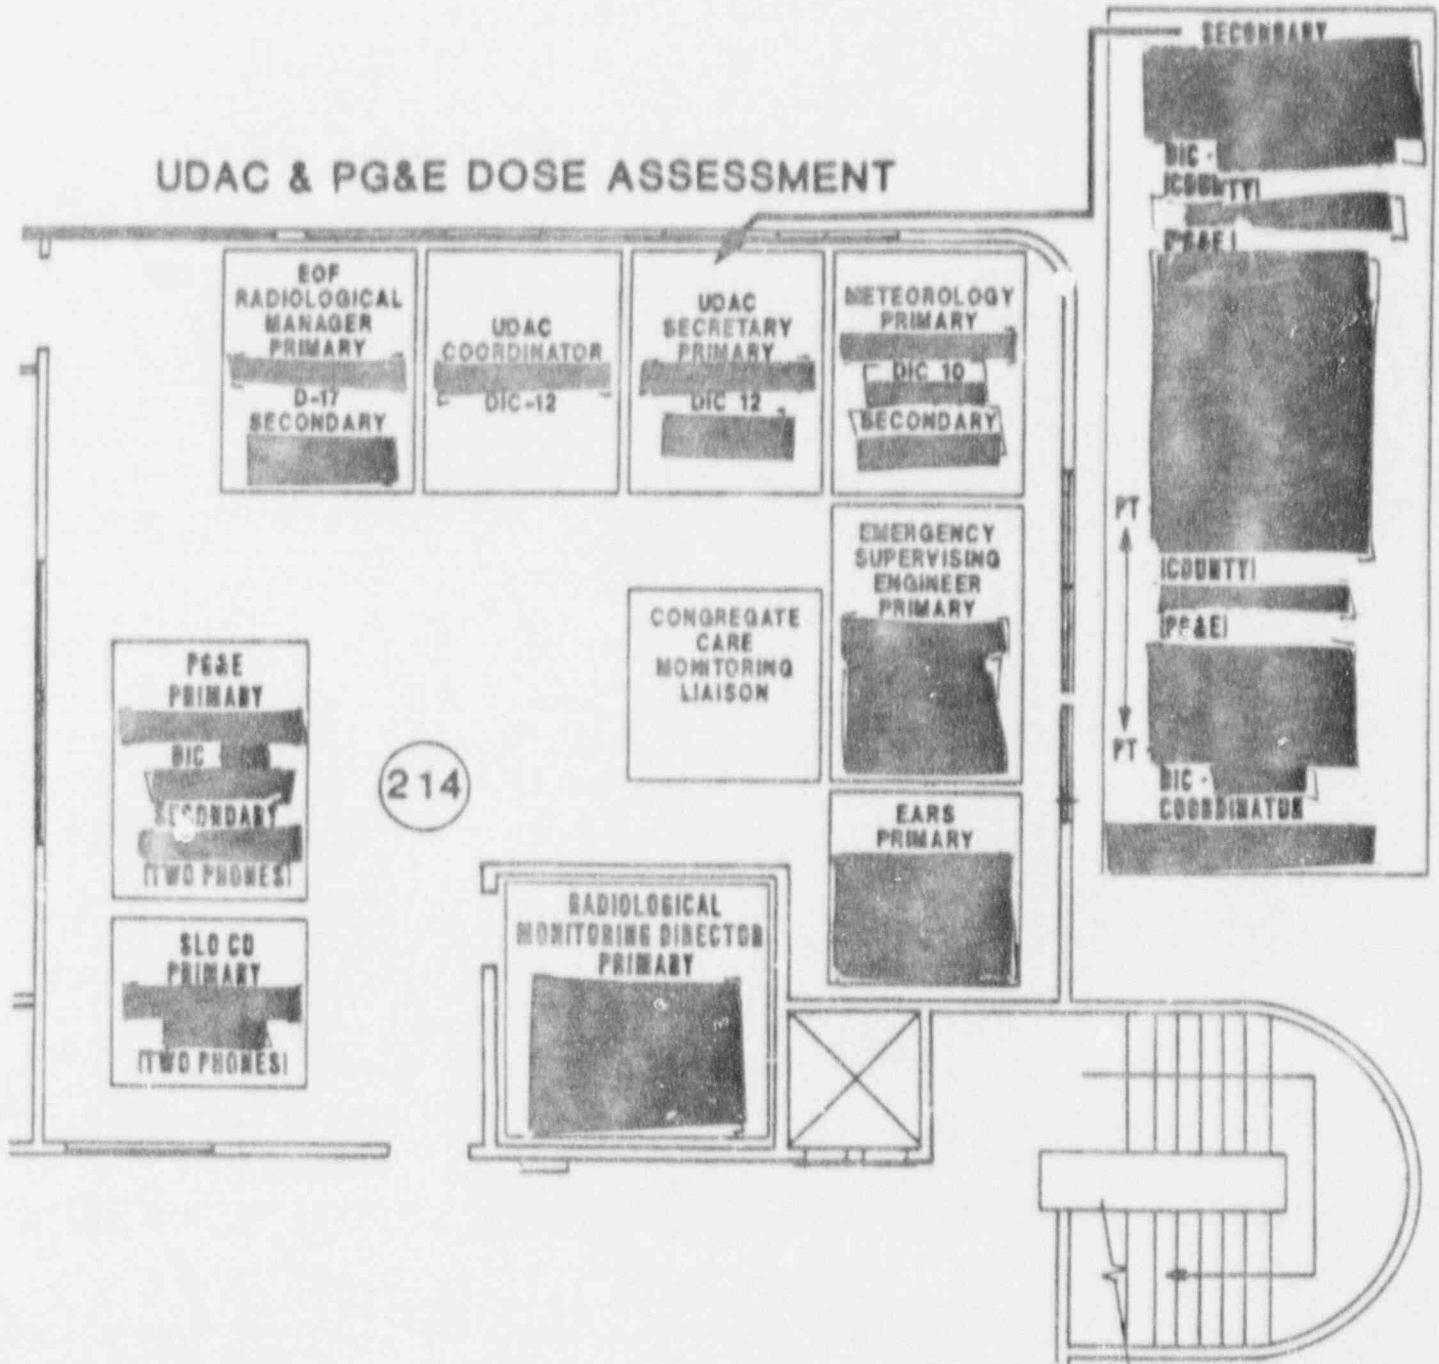 SECONDARY
DIC -
(COUNTY)
(PG&E)
PT
(COUNTY)
(PG&E)
PT
DIC -
COORDINATOR
UDAC & PG&E DOSE ASSESSMENT
EOF
RADIOLOGICAL
MANAGER
PRIMARY
D-17
SECONDARY
UDAC
COORDINATOR
DIC-12
UDAC
SECRETARY
PRIMARY
DIC 12
METEOROLOGY
PRIMARY
DIC 10
SECONDARY
EMERGENCY
SUPERVISING
ENGINEER
PRIMARY
CONGREGATE
CARE
MONITORING
LIAISON
PG&E
PRIMARY
DIC
SECONDARY
(TWO PHONES)
214
EARS
PRIMARY
RADIOLOGICAL
MONITORING DIRECTOR
PRIMARY
SLO CO
PRIMARY
(TWO PHONES)